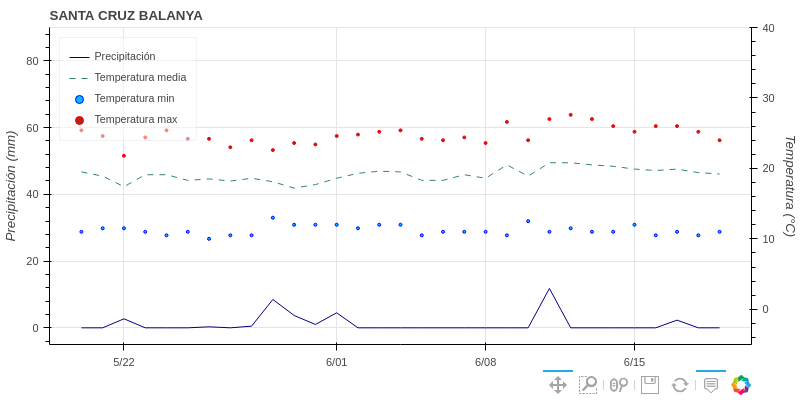 SANTA CRUZ BALANYA
Precipitación
Temperatura media
Temperatura min
Temperatura max
Precipitación (mm)
80
60
40
20
0
Temperatura (°C)
40
30
20
10
0
5/22
6/01
6/08
6/15